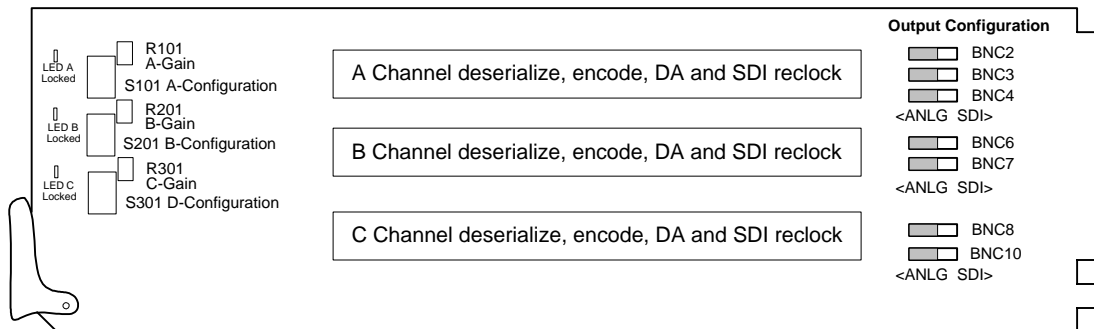 Output Configuration
LED A
Locked
R101
A-Gain
S101 A-Configuration
A Channel deserialize, encode, DA and SDI reclock
BNC2
BNC3
BNC4
<ANLG SDI>
LED B
Locked
R201
B-Gain
S201 B-Configuration
B Channel deserialize, encode, DA and SDI reclock
BNC6
BNC7
<ANLG SDI>
LED C
Locked
R301
C-Gain
S301 D-Configuration
C Channel deserialize, encode, DA and SDI reclock
BNC8
BNC10
<ANLG SDI>